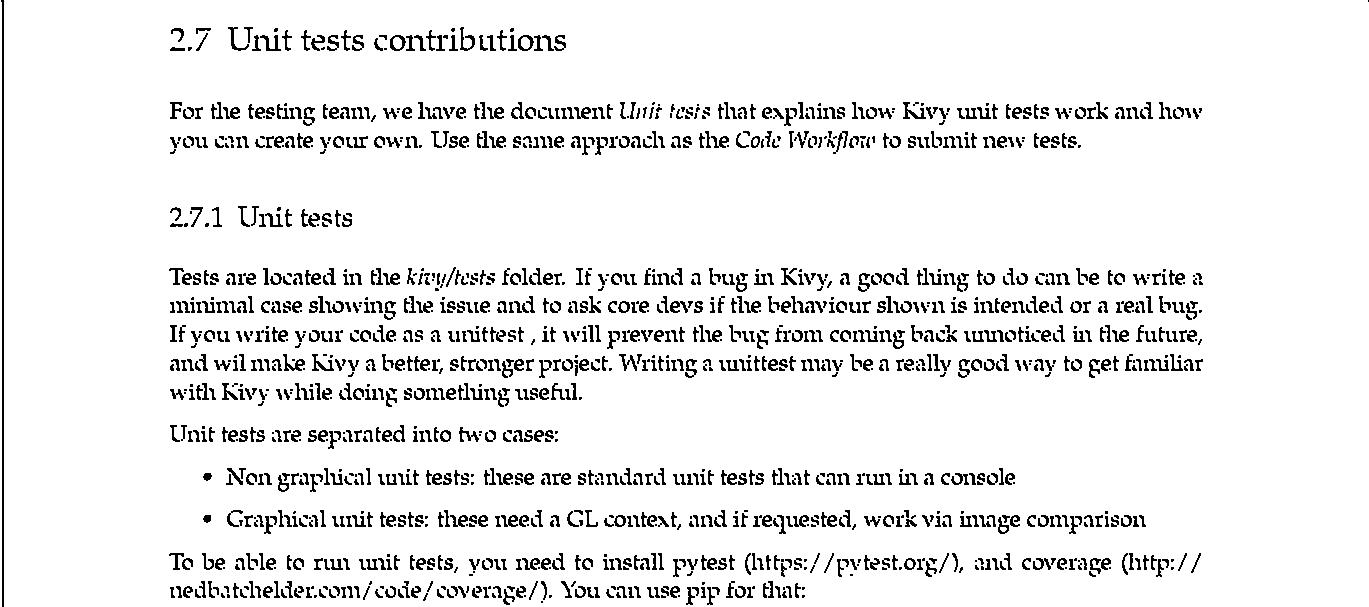 2.7 Unit tests contributions
For the testing team, we have the document Unit tests that explains how Kivy unit tests work and how
you can create your own. Use the same approach as the Code Workflow to submit new tests.
2.7.1 Unit tests
Tests are located in the kivy/tests folder. If you find a bug in Kivy, a good thing to do can be to write a
minimal case showing the issue and to ask core devs if the behaviour shown is intended or a real bug.
If you write your code as a unittest , it will prevent the bug from coming back unnoticed in the future,
and wil make Kivy a better, stronger project. Writing a unittest may be a really good way to get familiar
with Kivy while doing something useful.
Unit tests are separated into two cases:
• Non graphical unit tests: these are standard unit tests that can run in a console
• Graphical unit tests: these need a GL context, and if requested, work via image comparison
To be able to run unit tests, you need to install pytest (https://pytest.org/), and coverage (http://
nedbatchelder.com/code/coverage/). You can use pip for that: